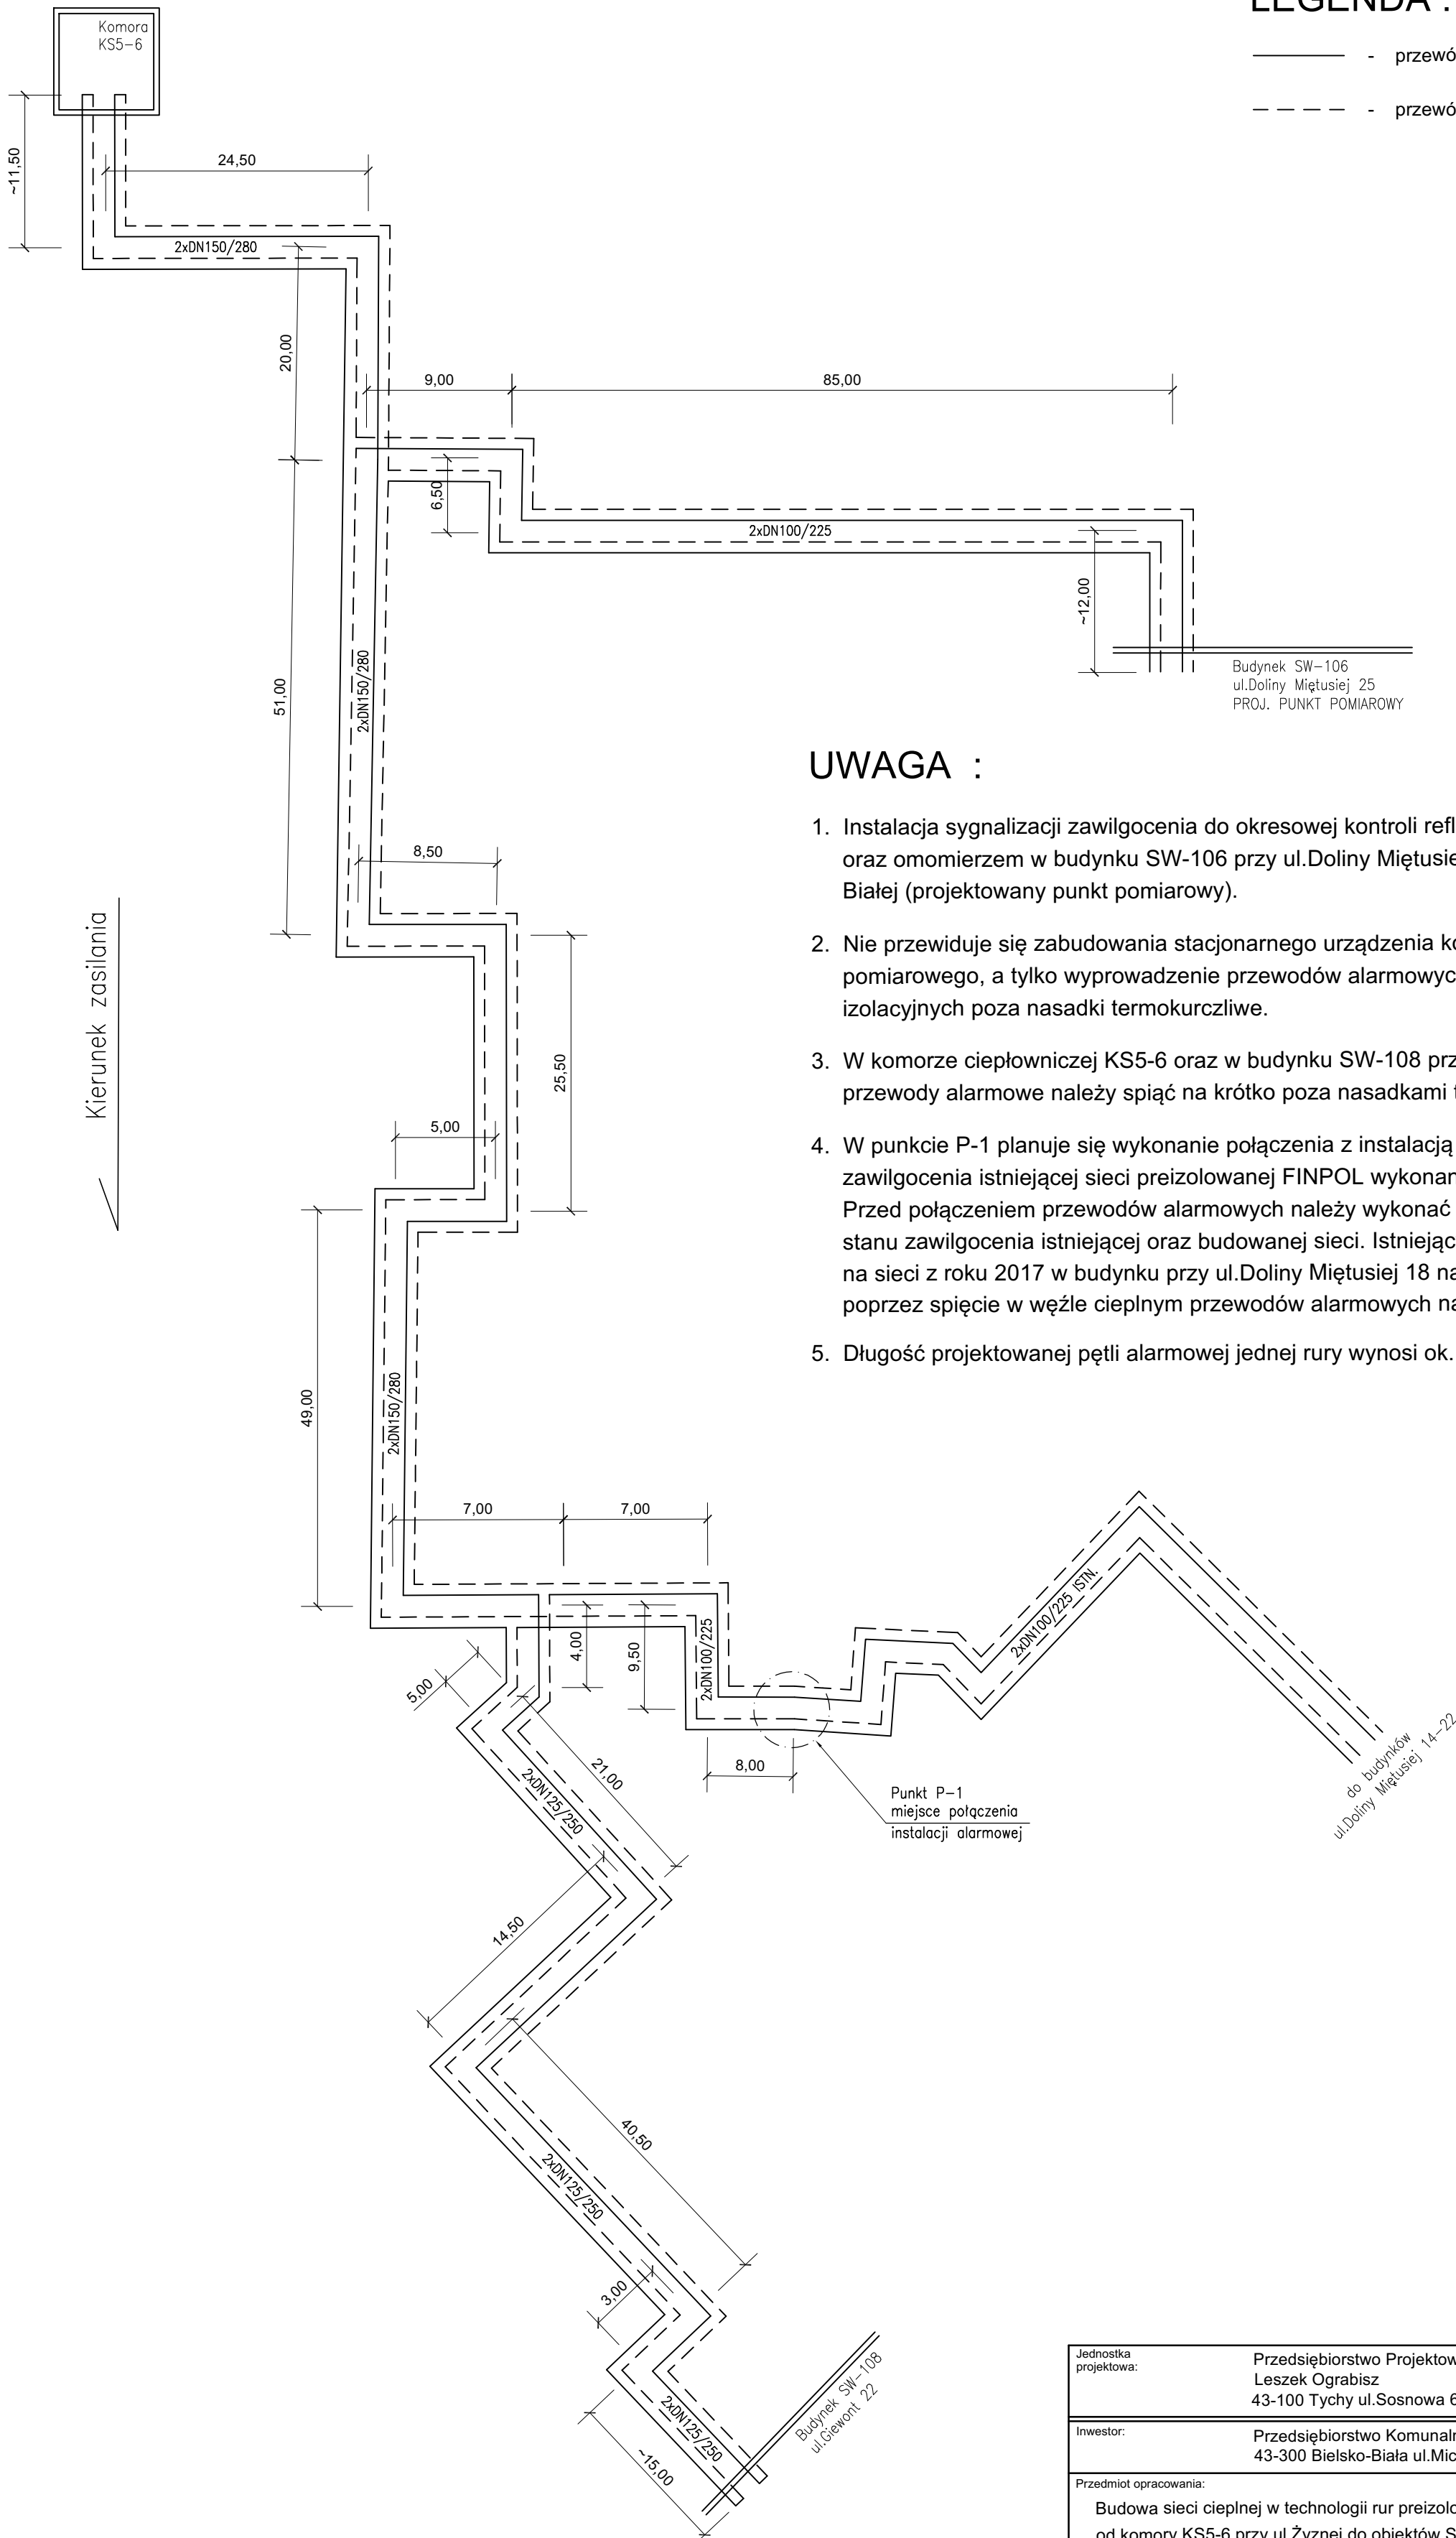 LEGENDA :
- przewó
- przewó
Komora
KS5-6
~11,50
24,50
2xDN150/280
20,00
9,00
85,00
6,50
2xDN100/225
~12,00
Budynek SW-106
ul.Doliny Miętusiej 25
PROJ. PUNKT POMIAROWY
51,00
2xDN150/280
8,50
Kierunek zasilania
25,50
5,00
UWAGA :
1. Instalacja sygnalizacji zawilgocenia do okresowej kontroli refl
oraz omomierzem w budynku SW-106 przy ul.Doliny Miętusie
Białej (projektowany punkt pomiarowy).
2. Nie przewiduje się zabudowania stacjonarnego urządzenia ko
pomiarowego, a tylko wyprowadzenie przewodów alarmowyc
izolacyjnych poza nasadki termokurczliwe.
3. W komorze ciepłowniczej KS5-6 oraz w budynku SW-108 prz
przewody alarmowe należy spiąć na krótko poza nasadkami t
4. W punkcie P-1 planuje się wykonanie połączenia z instalacją
zawilgocenia istniejącej sieci preizolowanej FINPOL wykonan
Przed połączeniem przewodów alarmowych należy wykonać
stanu zawilgocenia istniejącej oraz budowanej sieci. Istniejąc
na sieci z roku 2017 w budynku przy ul.Doliny Miętusiej 18 na
poprzez spięcie w węźle cieplnym przewodów alarmowych na
5. Długość projektowanej pętli alarmowej jednej rury wynosi ok.
49,00
2xDN150/280
7,00
7,00
4,00
9,50
2xDN100/225
5,00
2xDN100/225 ISTN.
8,00
Punkt P-1
miejsce połączenia
instalacji alarmowej
do budynków
ul.Doliny Miętusiej 14-22
21,00
2xDN125/250
14,50
40,50
2xDN125/250
3,00
2xDN125/250
~15,00
Budynek SW-108
ul.Giewont 22
Jednostka
projektowa:
Przedsiębiorstwo Projektow
Leszek Ograbisz
43-100 Tychy ul.Sosnowa 6
Inwestor:
Przedsiębiorstwo Komunaln
43-300 Bielsko-Biała ul.Mic
Przedmiot opracowania:
Budowa sieci cieplnej w technologii rur preizolo
od komory KS5-6 przy ul.Żyznej do obiektów S